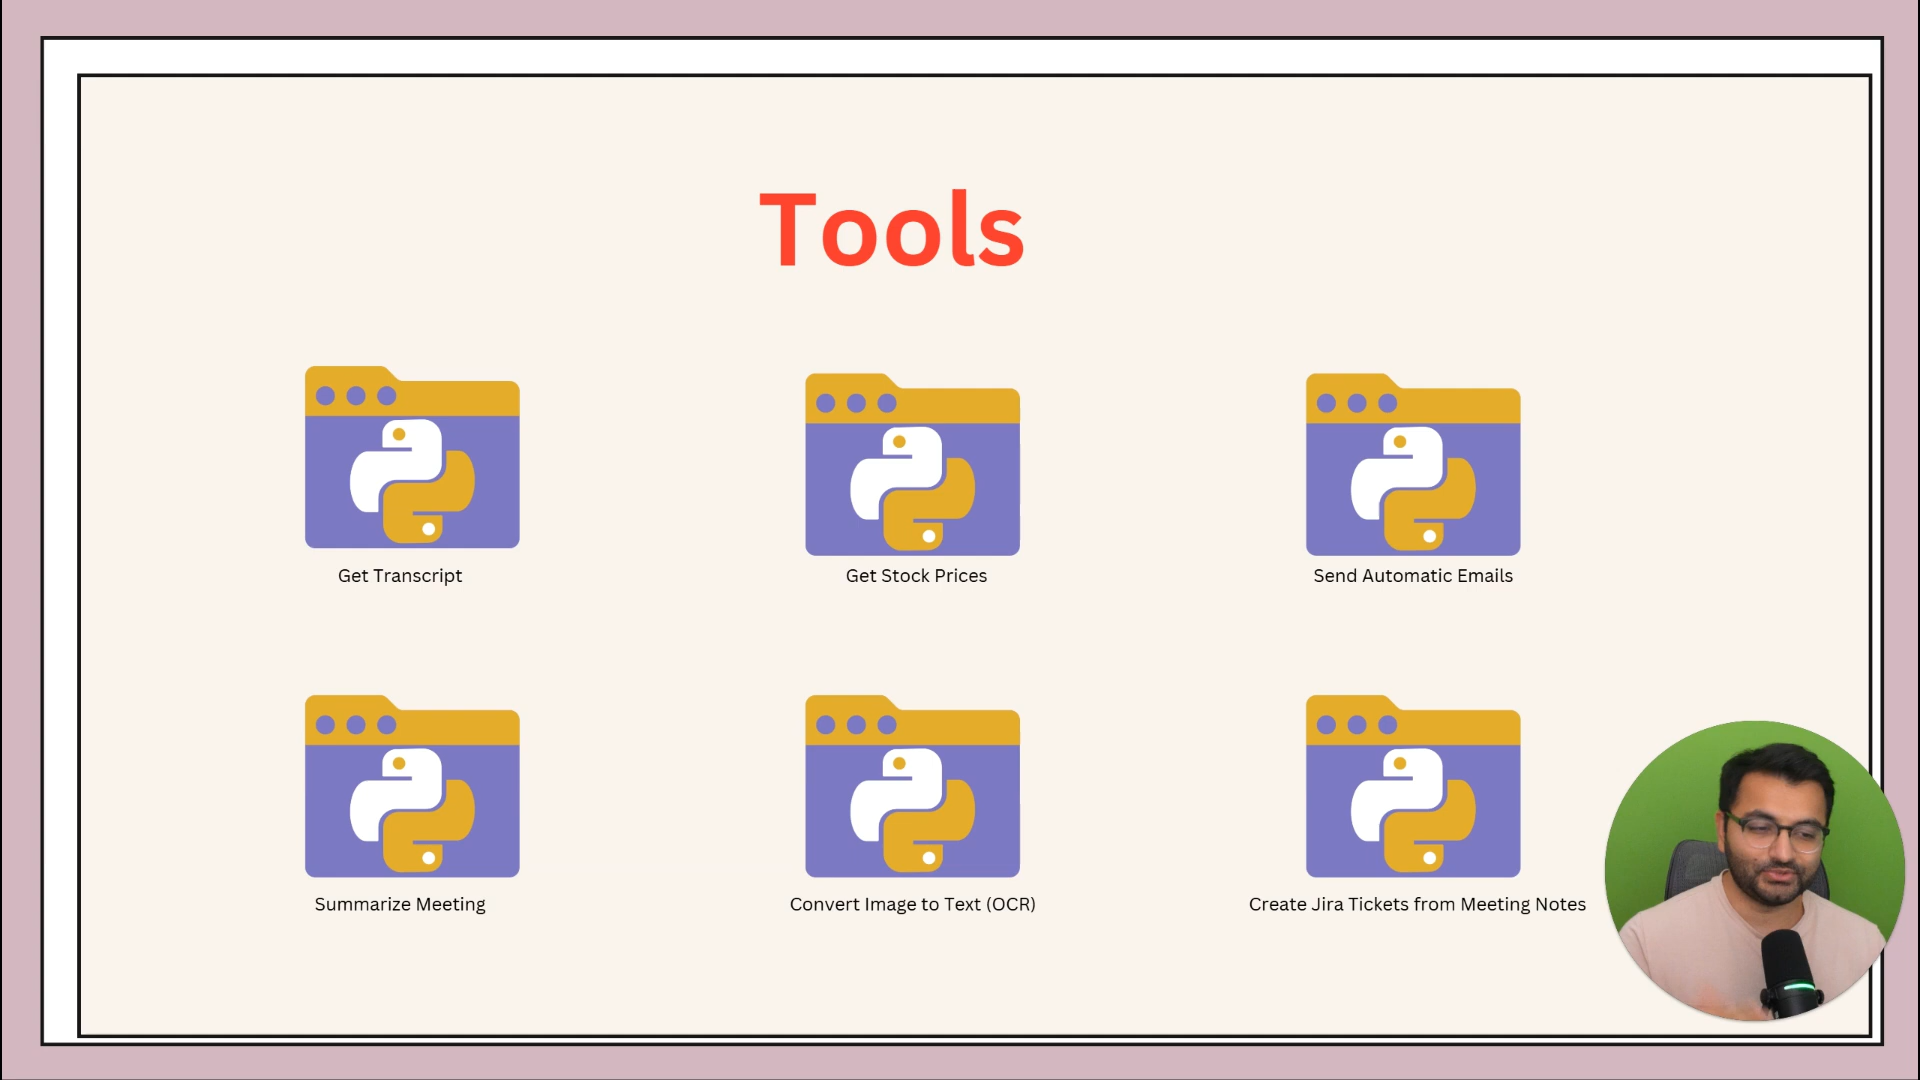 Tools
Get Transcript
Get Stock Prices
Send Automatic Emails
Summarize Meeting
Convert Image to Text (OCR)
Create Jira Tickets from Meeting Notes